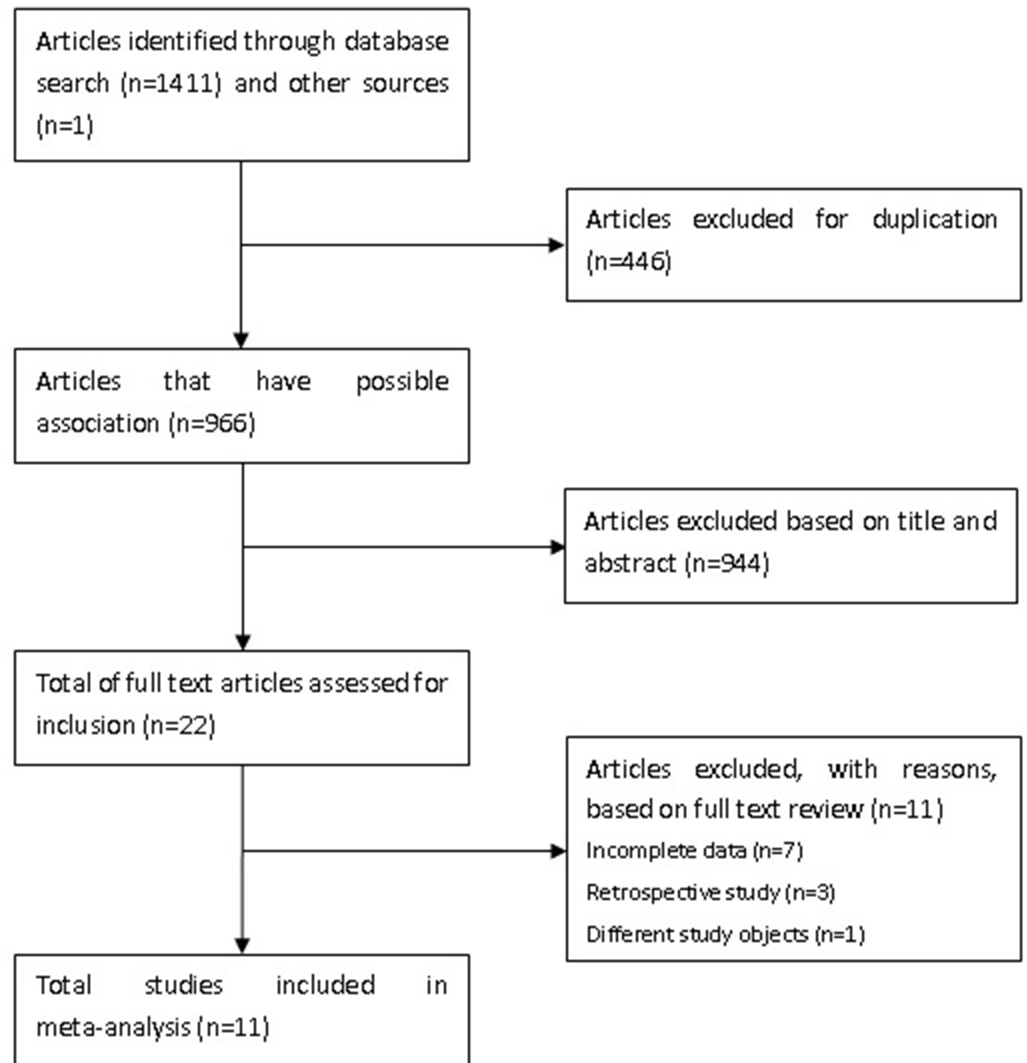 Articles identified through database
search (n=1411) and other sources
(n=1)
Articles excluded for duplication
(n=446)
Articles that have possible
association (n=966)
Articles excluded based on title and
abstract (n=944)
Total of full text articles assessed for
inclusion (n=22)
Articles excluded, with reasons,
based on full text review (n=11)
Incomplete data (n=7)
Retrospective study (n=3)
Different study objects (n=1)
Total studies included in
meta-analysis (n=11)